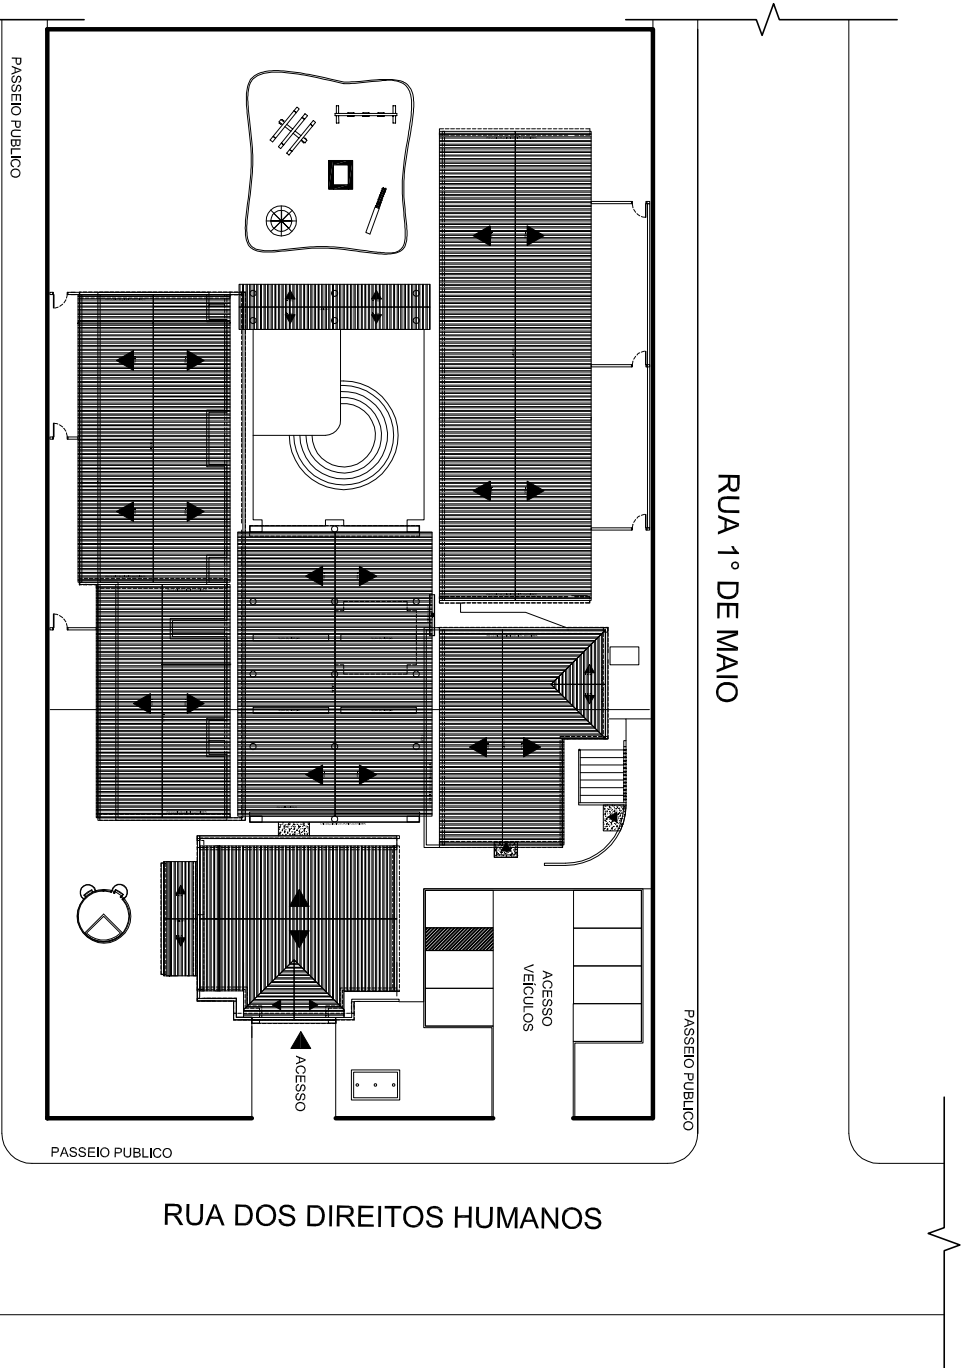 PASSEIO PUBLICO
RUA 1° DE MAIO
ACESSO
VEÍCULOS
PASSEIO PUBLICO
ACESSO
PASSEIO PUBLICO
RUA DOS DIREITOS HUMANOS